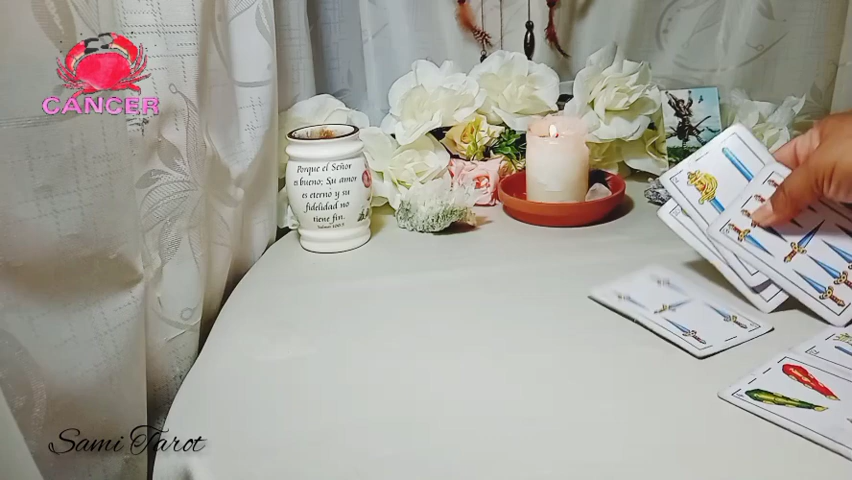 CANCER
Porque el Señor
es bueno; Su amor
es eterno y su
fidelidad no
tiene fin.
Sami Tarot